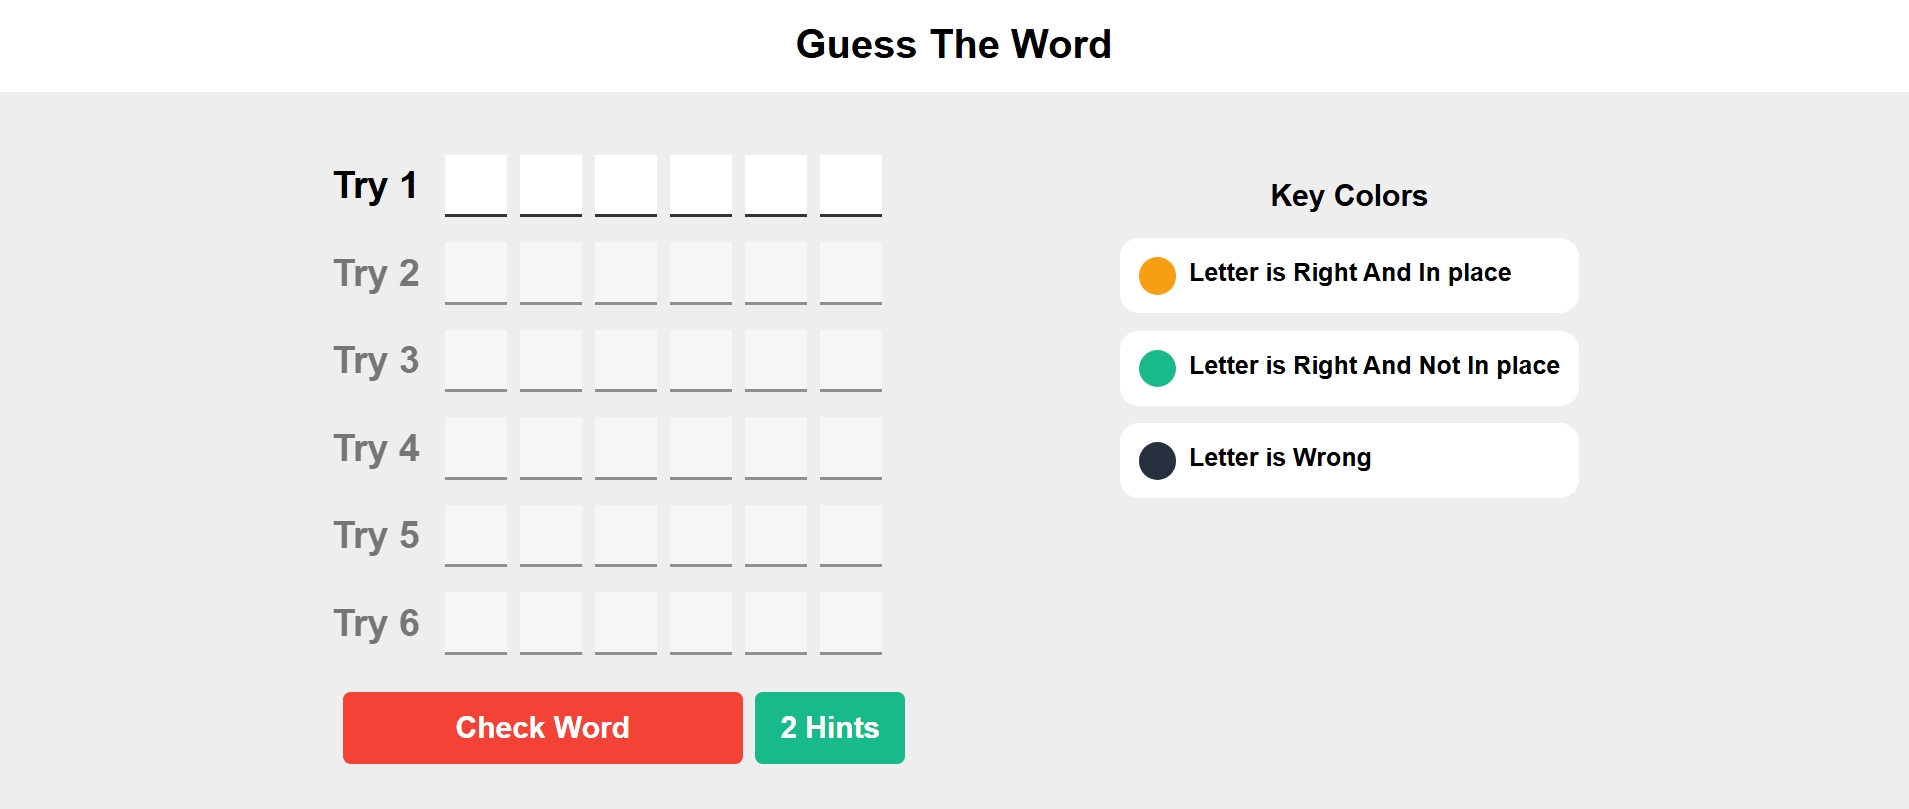 Guess The Word
Try 1
Try 2
Try 3
Try 4
Try 5
Try 6
Check Word
2 Hints
Key Colors
Letter is Right And In place
Letter is Right And Not In place
Letter is Wrong